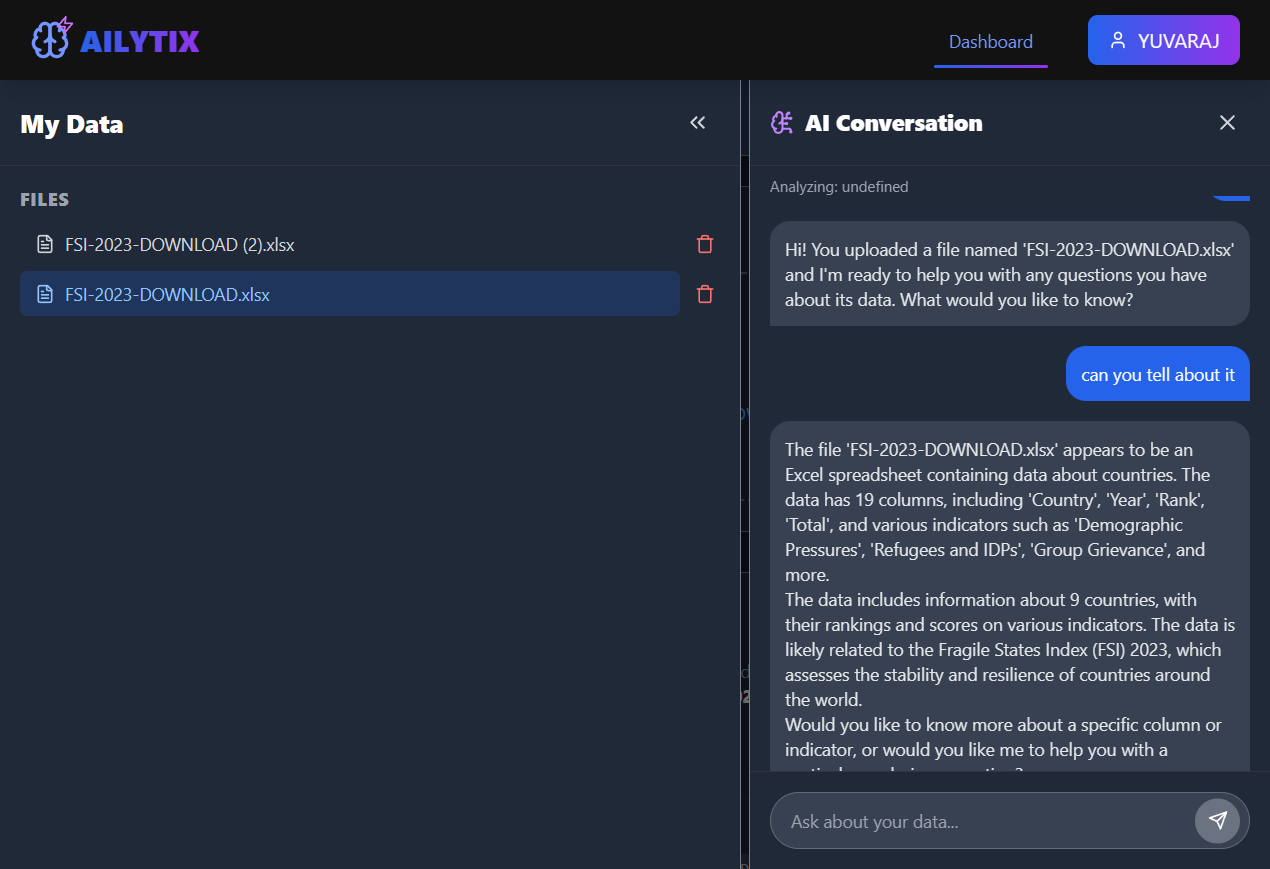 AILYTIX
Dashboard
YUVARAJ
My Data
FILES
FSI-2023-DOWNLOAD (2).xlsx
FSI-2023-DOWNLOAD.xlsx
AI Conversation
Analyzing: undefined
Hi! You uploaded a file named 'FSI-2023-DOWNLOAD.xlsx'
and I'm ready to help you with any questions you have
about its data. What would you like to know?
can you tell about it
The file 'FSI-2023-DOWNLOAD.xlsx' appears to be an
Excel spreadsheet containing data about countries. The
data has 19 columns, including 'Country', 'Year', 'Rank',
'Total', and various indicators such as 'Demographic
Pressures', 'Refugees and IDPs', 'Group Grievance', and
more.
The data includes information about 9 countries, with
their rankings and scores on various indicators. The data is
likely related to the Fragile States Index (FSI) 2023, which
assesses the stability and resilience of countries around
the world.
Would you like to know more about a specific column or
indicator, or would you like me to help you with a
Ask about your data...